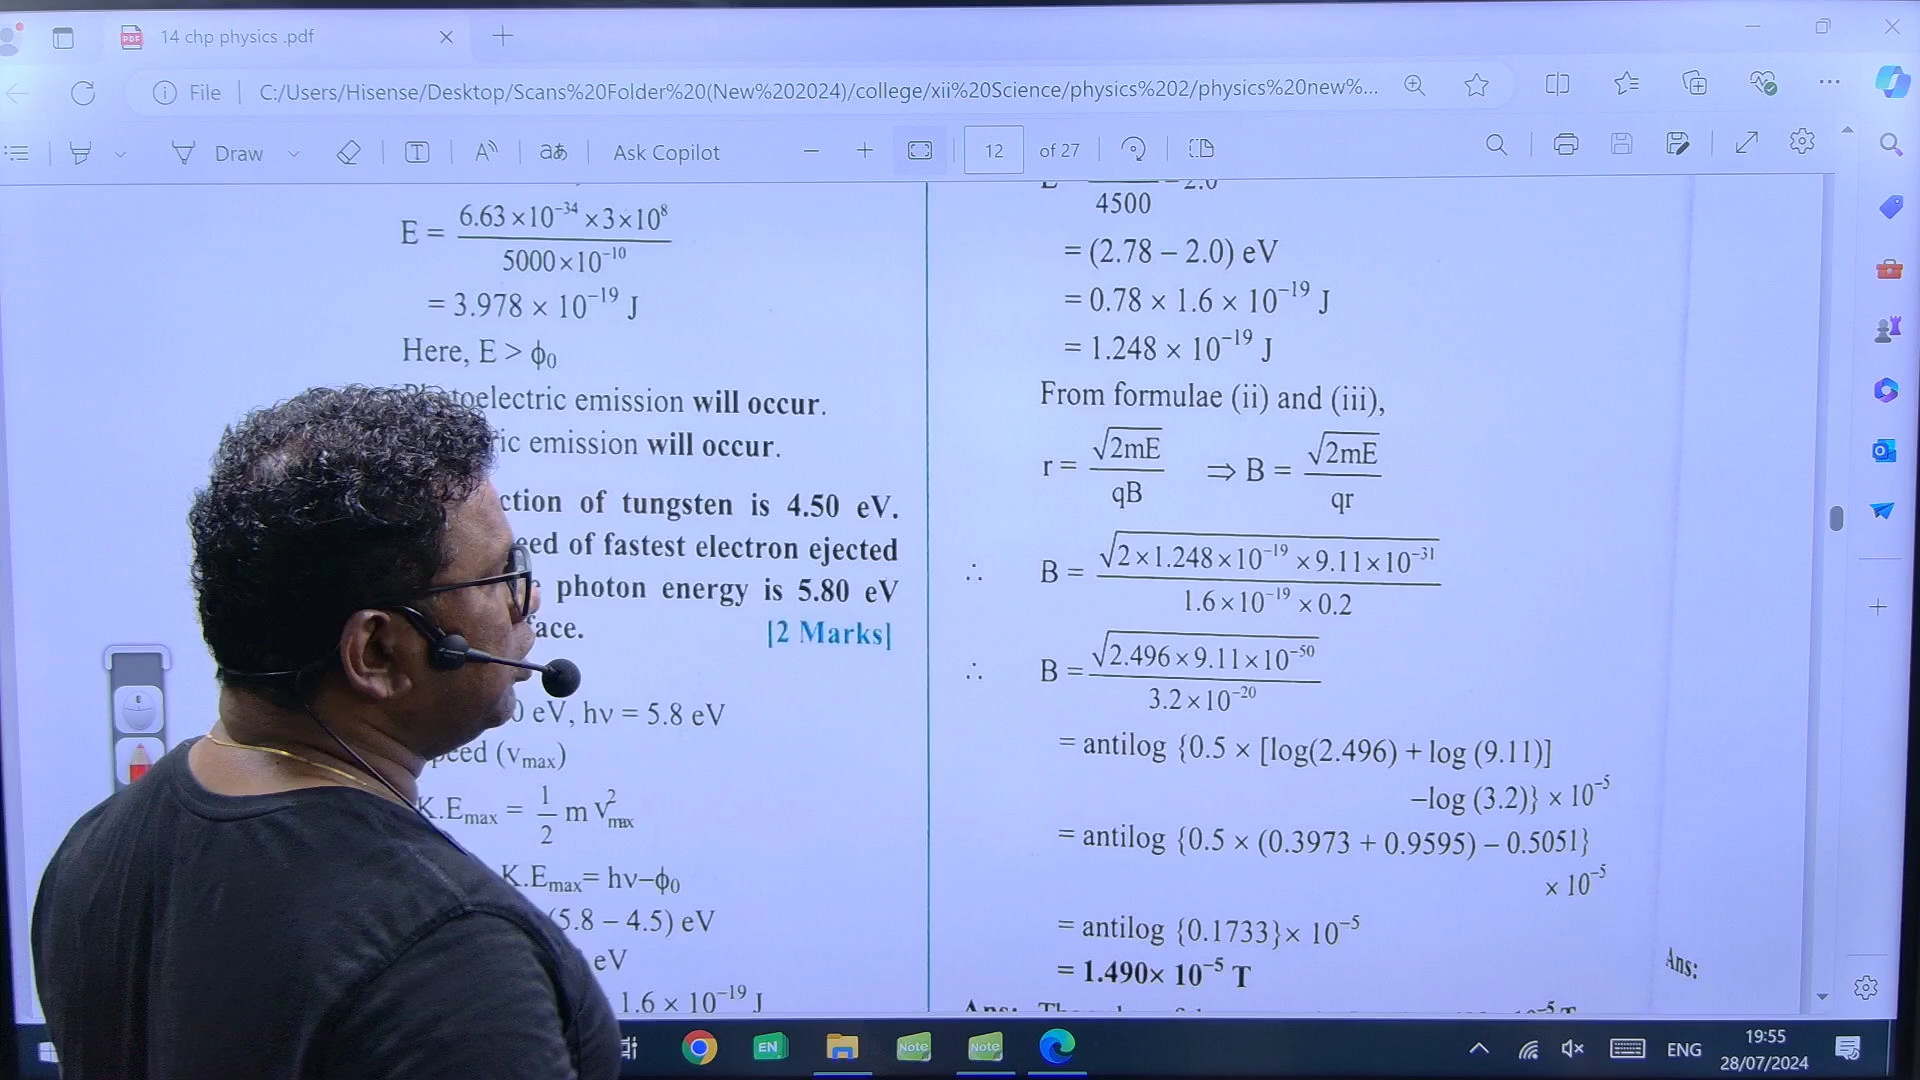 14 chp physics .pdf
File C:/Users/Hisense/Desktop/Scans%20Folder%20(New%202024)/college/xii%20Science/physics%202/physics%20new%...
Draw Ask Copilot 12 of 27
E = 6.63 × 10⁻³⁴ × 3 × 10⁸ / 5000 × 10⁻¹⁰
= 3.978 × 10⁻¹⁹ J
Here, E > ϕ₀
toelectric emission will occur.
ric emission will occur.
ction of tungsten is 4.50 eV.
eed of fastest electron ejected
photon energy is 5.80 eV
face. [2 Marks]
0 eV, hν = 5.8 eV
peed (vₘₐₓ)
K.Eₘₐₓ = 1/2 m v²ₘₐₓ
K.Eₘₐₓ = hν–ϕ₀
(5.8 – 4.5) eV
eV
1.6 × 10⁻¹⁹ J
4500 – 2.0
= (2.78 – 2.0) eV
= 0.78 × 1.6 × 10⁻¹⁹ J
= 1.248 × 10⁻¹⁹ J
From formulae (ii) and (iii),
r = √2mE / qB ⇒ B = √2mE / qr
∴ B = √2 × 1.248 × 10⁻¹⁹ × 9.11 × 10⁻³¹ / 1.6 × 10⁻¹⁹ × 0.2
∴ B = √2.496 × 9.11 × 10⁻⁵⁰ / 3.2 × 10⁻²⁰
= antilog {0.5 × [log(2.496) + log (9.11)]
–log (3.2)} × 10⁻⁵
= antilog {0.5 × (0.3973 + 0.9595) – 0.5051}
× 10⁻⁵
= antilog {0.1733}× 10⁻⁵
= 1.490× 10⁻⁵ T
Ans:
Ans:
EN Note Note ENG 19:55
28/07/2024